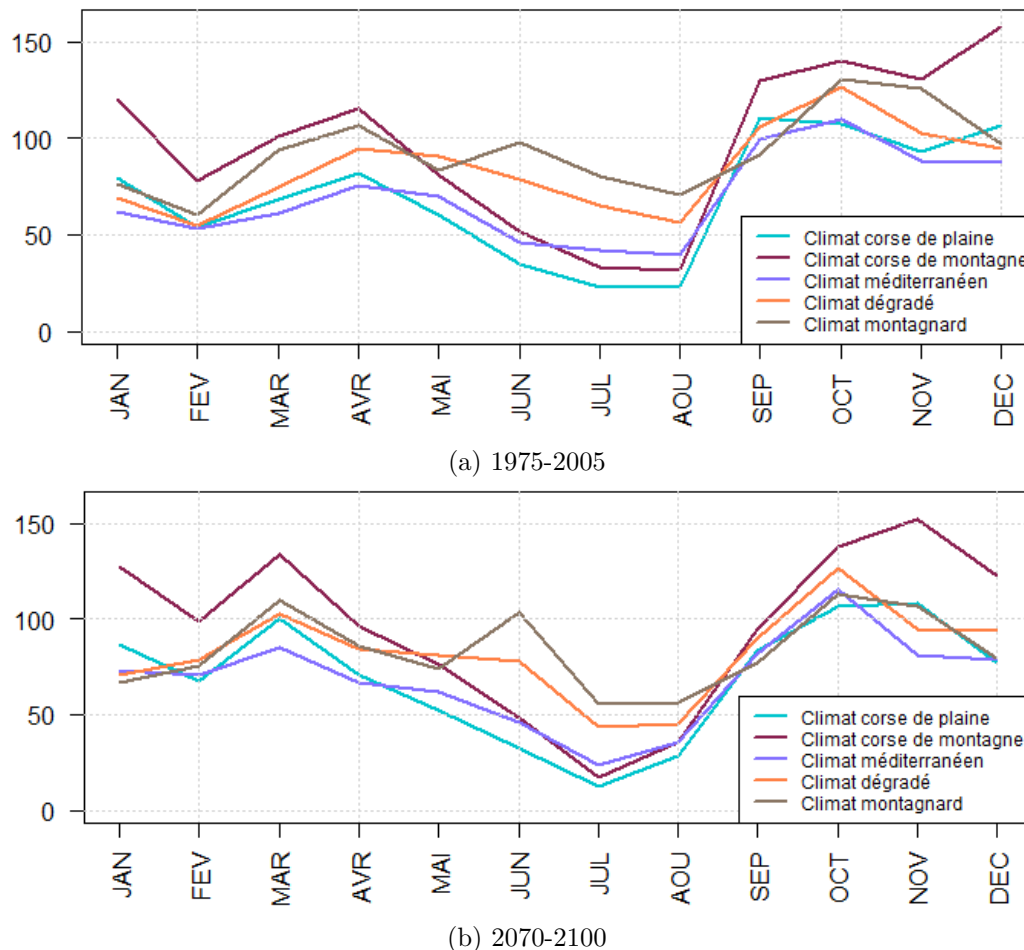 150
100
50
0
Climat corse de plaine
Climat corse de montagne
Climat méditerranéen
Climat dégradé
Climat montagnard
JAN FEV MAR AVR MAI JUN JUL AOU SEP OCT NOV DEC
(a) 1975-2005
150
100
50
0
Climat corse de plaine
Climat corse de montagne
Climat méditerranéen
Climat dégradé
Climat montagnard
JAN FEV MAR AVR MAI JUN JUL AOU SEP OCT NOV DEC
(b) 2070-2100